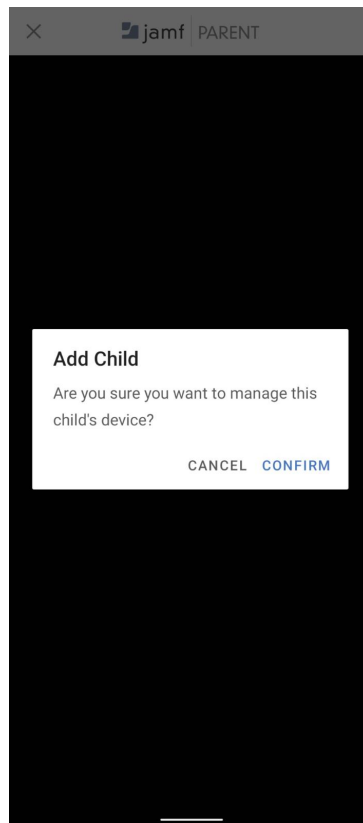 jamf PARENT
Add Child
Are you sure you want to manage this
child's device?
CANCEL CONFIRM